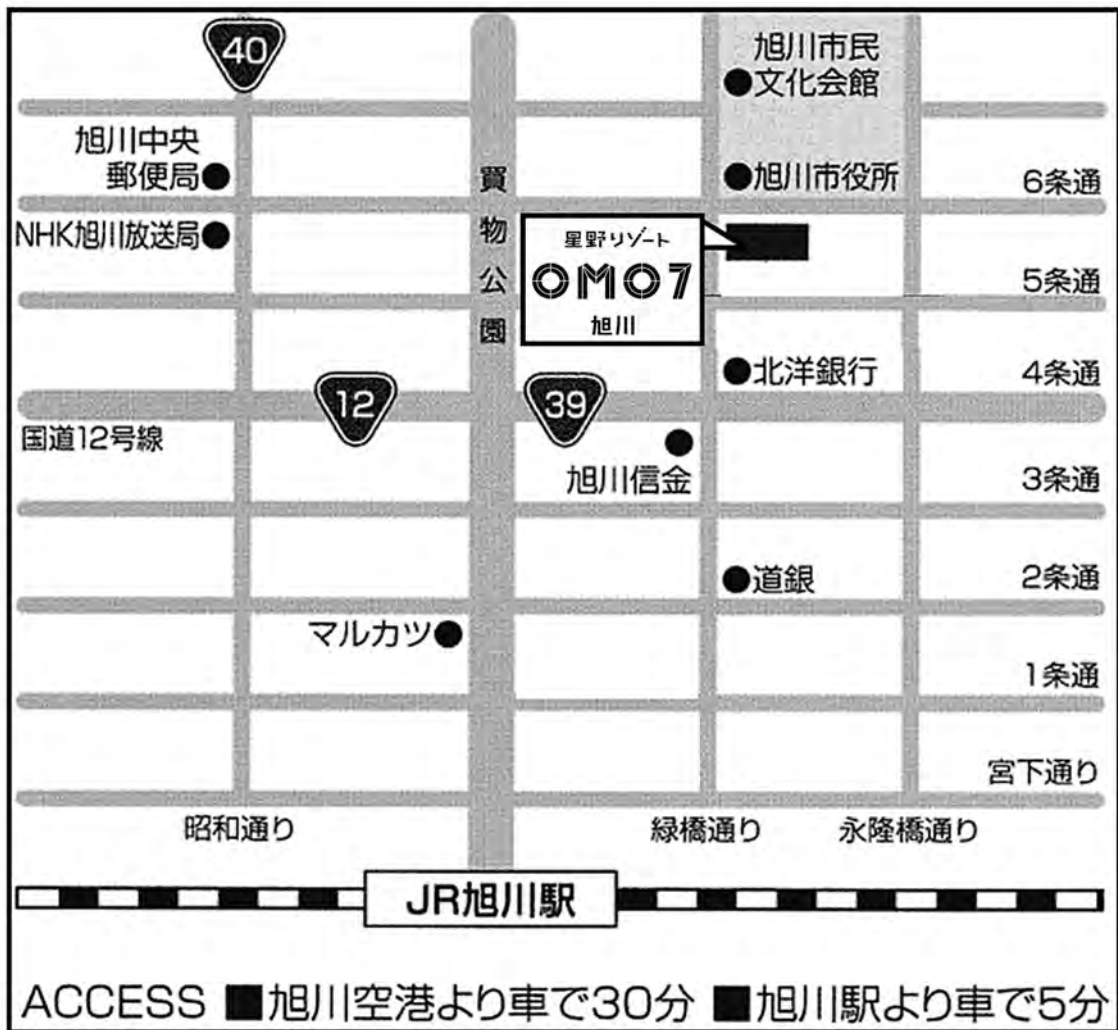 40
旭川市民
文化会館
旭川中央
郵便局
旭川市役所
6条通
買物公園
NHK旭川放送局
星野リゾート
OMO7
旭川
5条通
北洋銀行
4条通
12
39
国道12号線
旭川信金
3条通
道銀
2条通
マルカツ
1条通
宮下通り
昭和通り
緑橋通り
永隆橋通り
JR旭川駅
ACCESS ■旭川空港より車で30分 ■旭川駅より車で5分